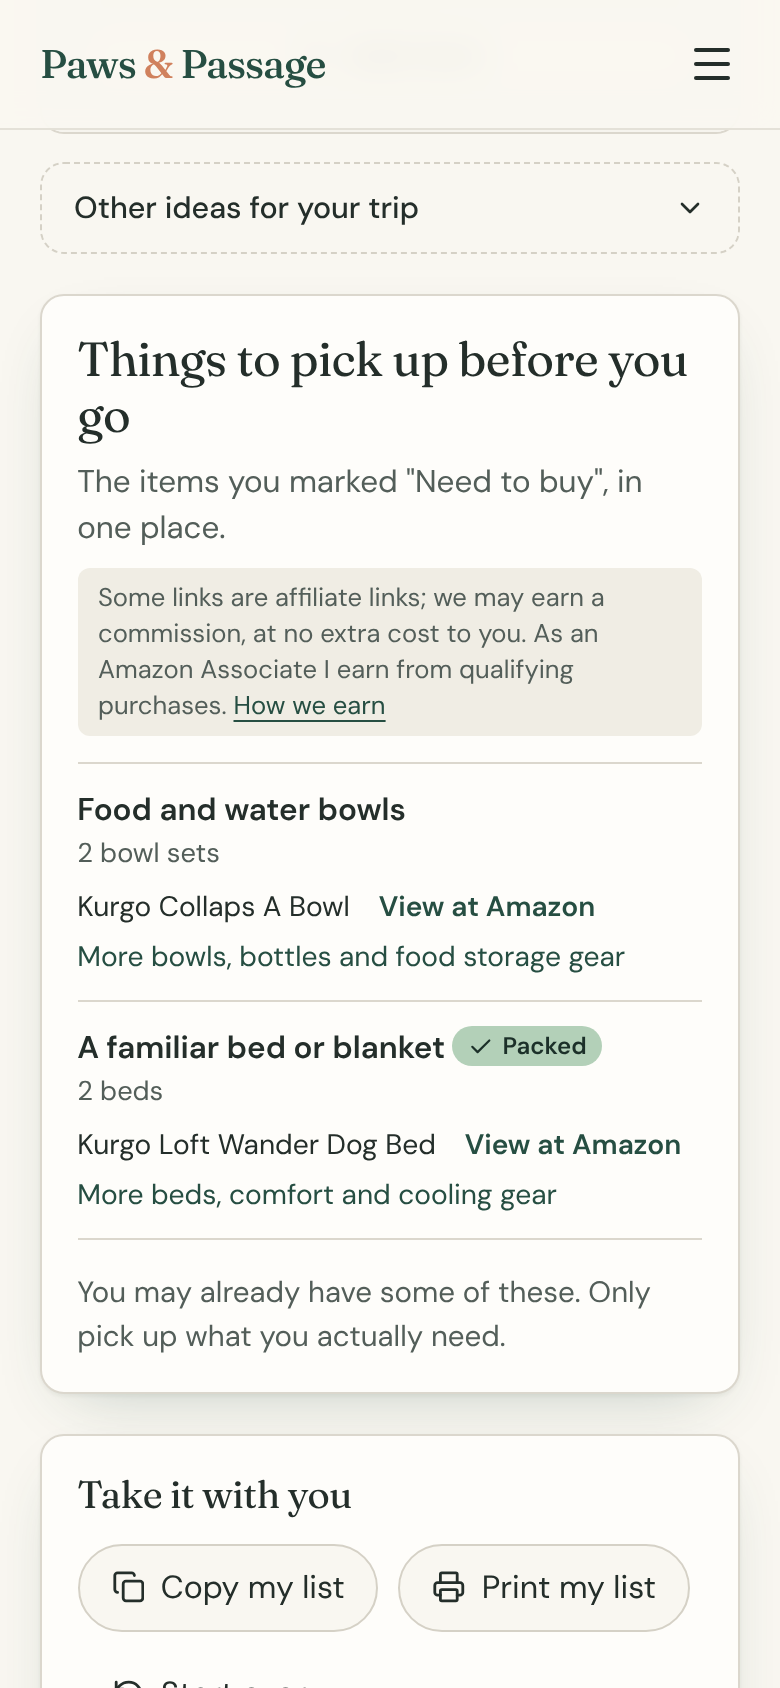 Paws & Passage
Other ideas for your trip
Things to pick up before you
go
The items you marked "Need to buy", in
one place.
Some links are affiliate links; we may earn a
commission, at no extra cost to you. As an
Amazon Associate I earn from qualifying
purchases. How we earn
Food and water bowls
2 bowl sets
Kurgo Collaps A Bowl View at Amazon
More bowls, bottles and food storage gear
A familiar bed or blanket Packed
2 beds
Kurgo Loft Wander Dog Bed View at Amazon
More beds, comfort and cooling gear
You may already have some of these. Only
pick up what you actually need.
Take it with you
Copy my list Print my list
Start over